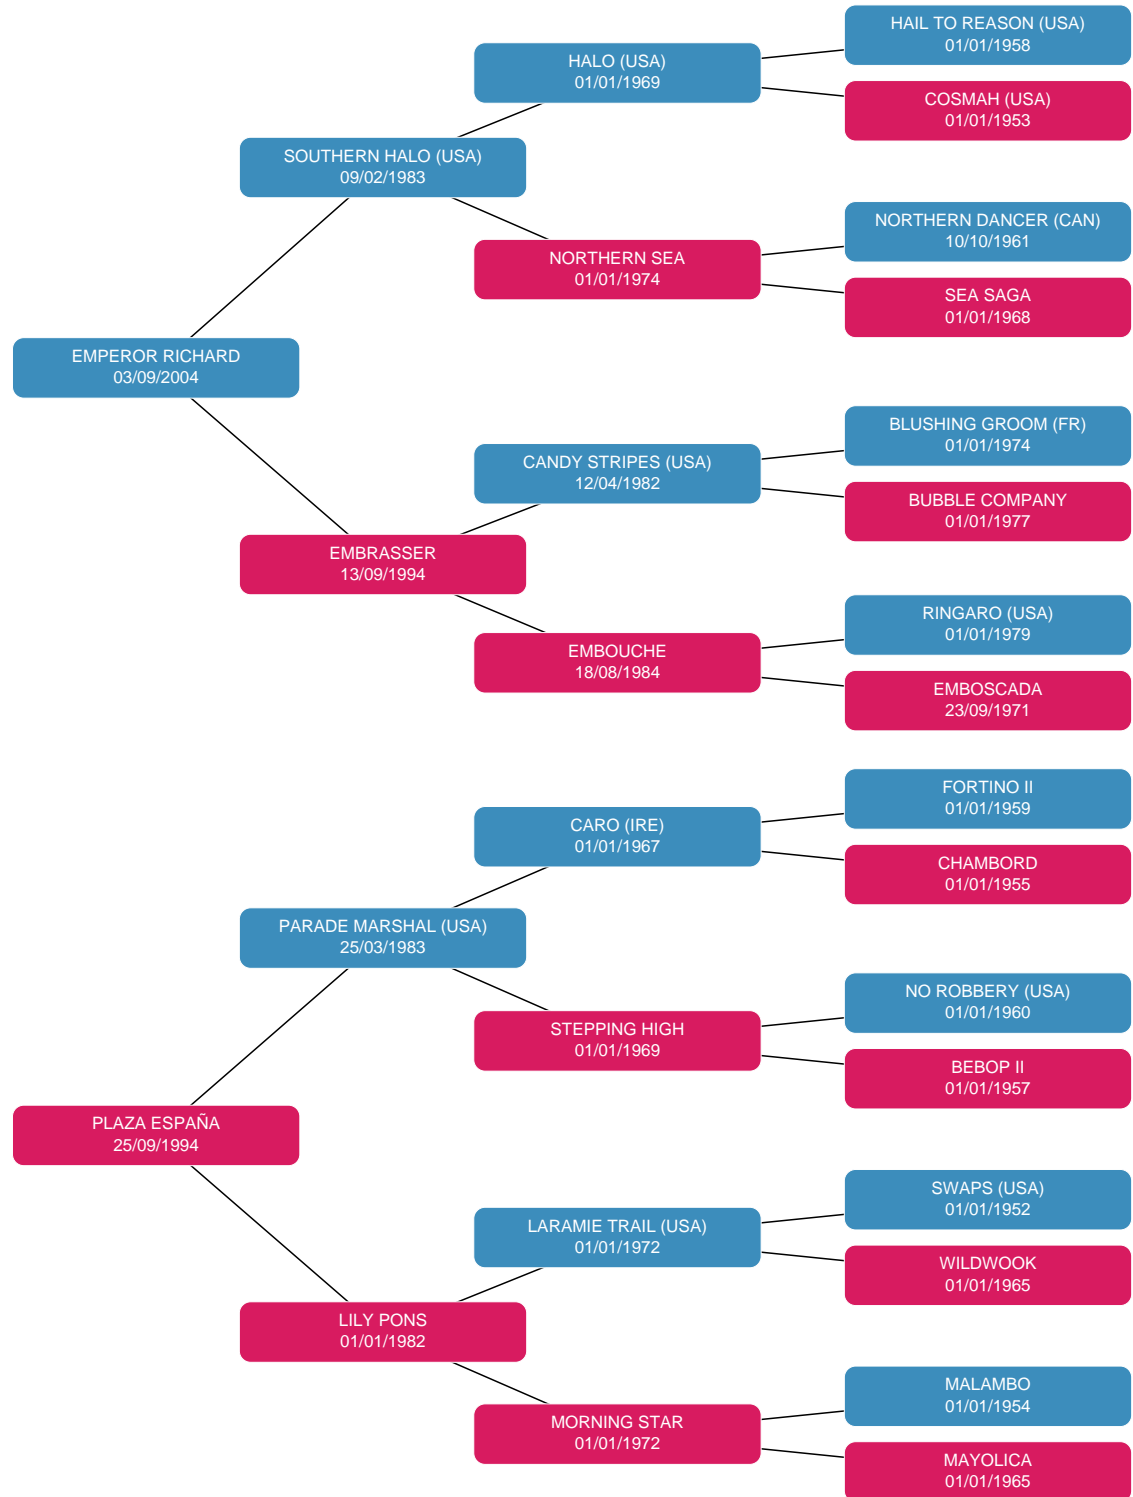 HAIL TO REASON (USA)
01/01/1958
HALO (USA)
01/01/1969
COSMAH (USA)
01/01/1953
SOUTHERN HALO (USA)
09/02/1983
NORTHERN DANCER (CAN)
10/10/1961
NORTHERN SEA
01/01/1974
SEA SAGA
01/01/1968
EMPEROR RICHARD
03/09/2004
BLUSHING GROOM (FR)
01/01/1974
CANDY STRIPES (USA)
12/04/1982
BUBBLE COMPANY
01/01/1977
EMBRASSER
13/09/1994
RINGARO (USA)
01/01/1979
EMBOUCHE
18/08/1984
EMBOSCADA
23/09/1971
FORTINO II
01/01/1959
CARO (IRE)
01/01/1967
CHAMBORD
01/01/1955
PARADE MARSHAL (USA)
25/03/1983
NO ROBBERY (USA)
01/01/1960
STEPPING HIGH
01/01/1969
BEBOP II
01/01/1957
PLAZA ESPAÑA
25/09/1994
SWAPS (USA)
01/01/1952
LARAMIE TRAIL (USA)
01/01/1972
WILDWOOK
01/01/1965
LILY PONS
01/01/1982
MALAMBO
01/01/1954
MORNING STAR
01/01/1972
MAYOLICA
01/01/1965